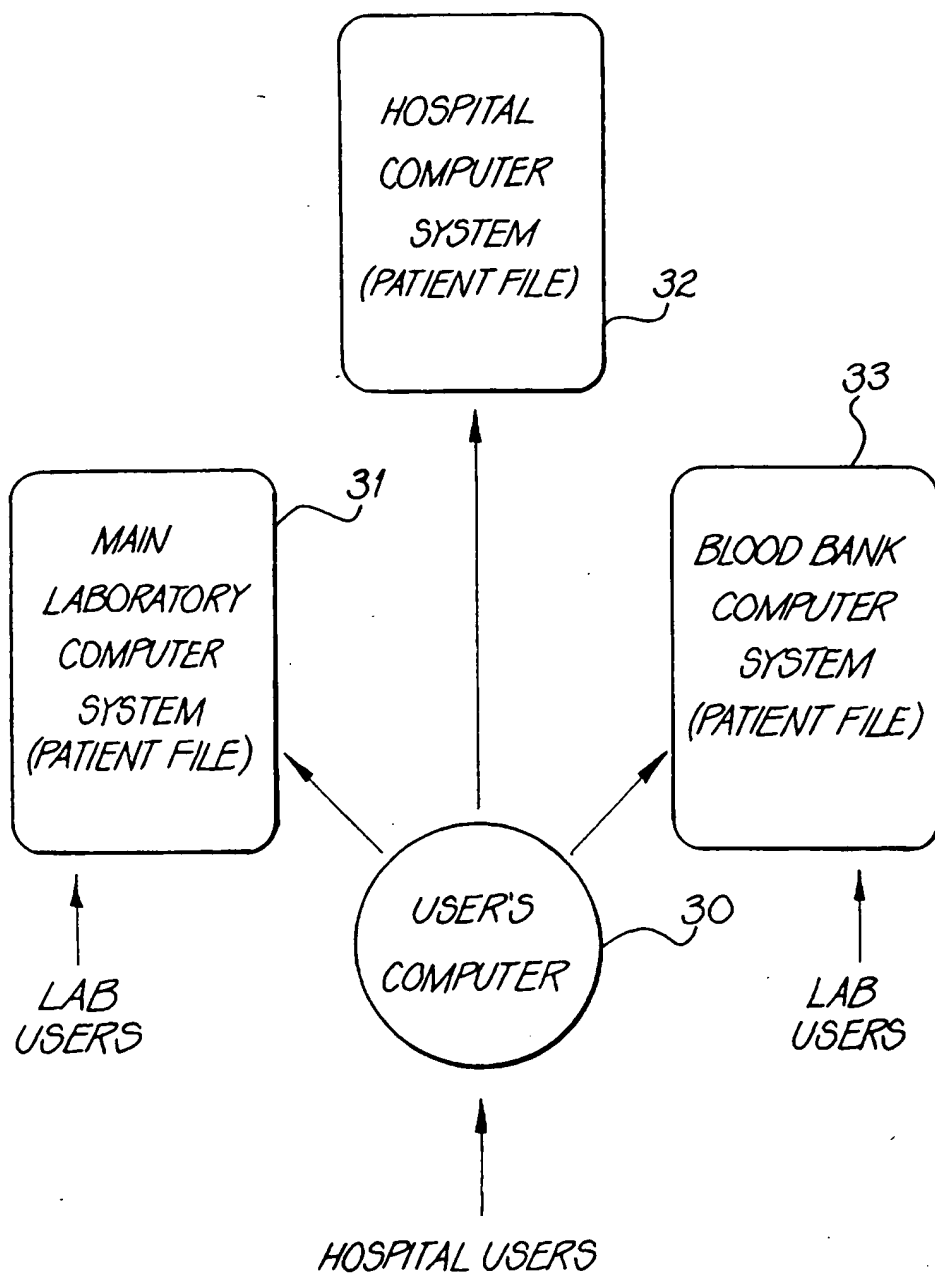 HOSPITAL
COMPUTER
SYSTEM
(PATIENT FILE)
32
33
31
MAIN
LABORATORY
COMPUTER
SYSTEM
(PATIENT FILE)
BLOOD BANK
COMPUTER
SYSTEM
(PATIENT FILE)
USER'S
COMPUTER
30
LAB
USERS
LAB
USERS
HOSPITAL USERS